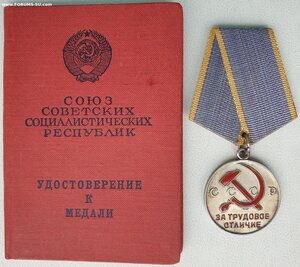 www.FORUMS-SU.com
СОЮЗ
СОВЕТСКИХ
СОЦИАЛИСТИЧЕСКИХ
РЕСПУБЛИК
УДОСТОВЕРЕНИЕ
К
МЕДАЛИ
С С С Р
ЗА ТРУДОВОЕ
ОТЛИЧИЕ